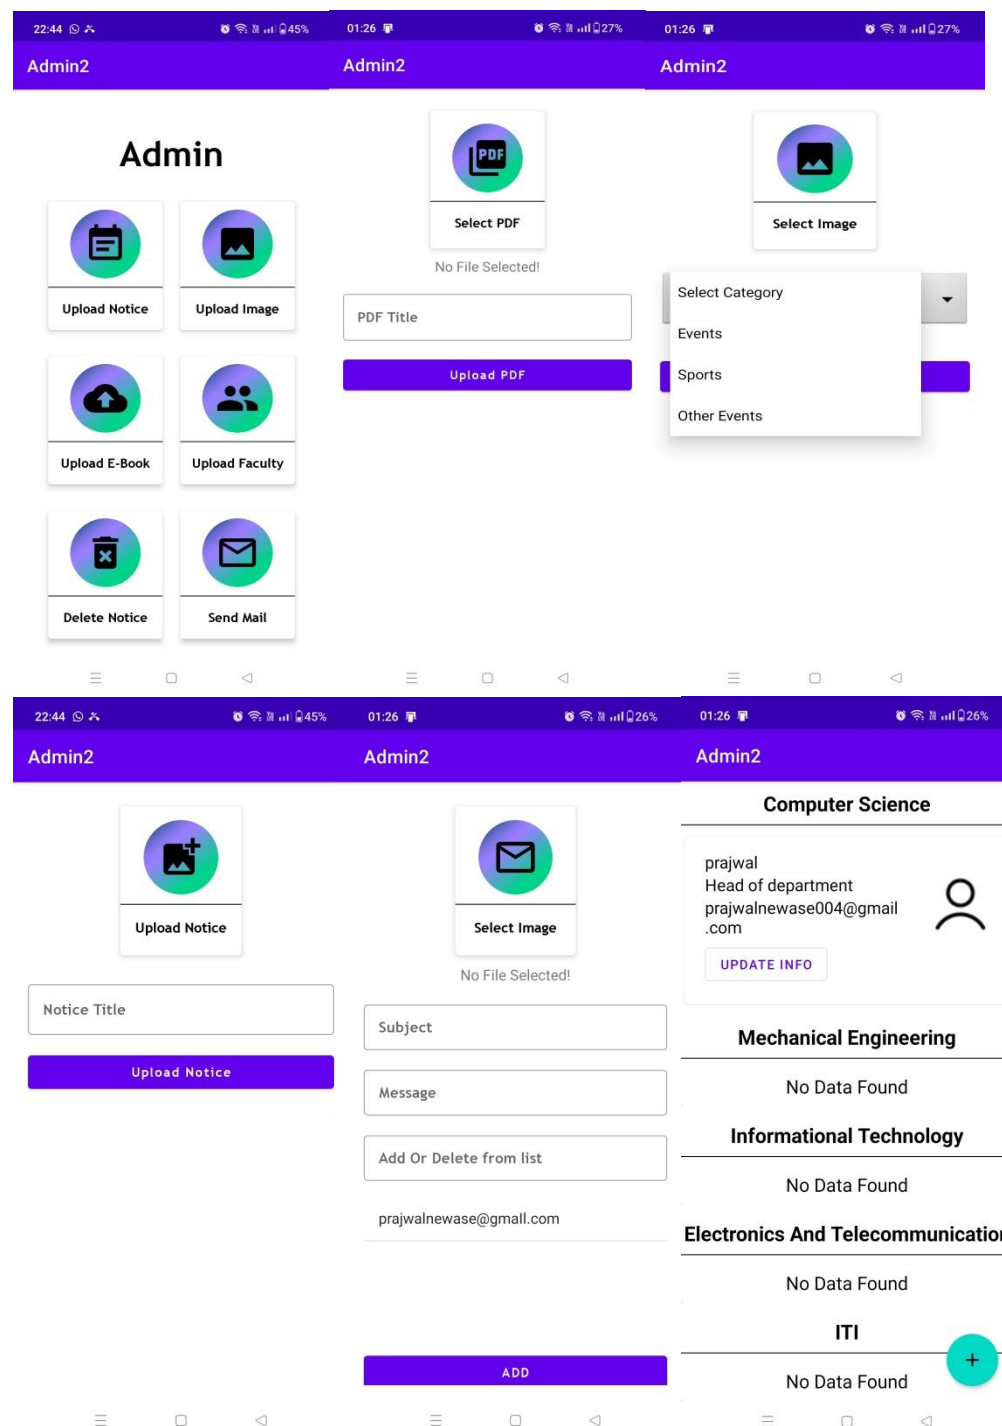 22:44
45%
Admin2
Admin
Upload Notice
Upload Image
Upload E-Book
Upload Faculty
Delete Notice
Send Mail
01:26
27%
Admin2
PDF
Select PDF
No File Selected!
PDF Title
Upload PDF
01:26
27%
Admin2
Select Image
Select Category
Events
Sports
Other Events
22:44
45%
Admin2
Upload Notice
Notice Title
Upload Notice
01:26
26%
Admin2
Select Image
No File Selected!
Subject
Message
Add Or Delete from list
prajwalnewase@gmall.com
ADD
01:26
26%
Admin2
Computer Science
prajwal
Head of department
prajwalnewase004@gmail
.com
UPDATE INFO
Mechanical Engineering
No Data Found
Informational Technology
No Data Found
Electronics And Telecommunication
No Data Found
ITI
No Data Found
+